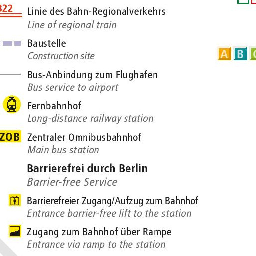 Linie des Bahn-Regionalverkehrs
Line of regional train
Baustelle
Construction site
Bus-Anbindung zum Flughafen
Bus service to airport
Fernbahnhof
Long-distance railway station
ZOB Zentraler Omnibusbahnhof
Main bus station
Barrierefrei durch Berlin
Barrier-free Service
Barrierefreier Zugang/Aufzug zum Bahnhof
Entrance barrier-free lift to the station
Zugang zum Bahnhof über Rampe
Entrance via ramp to the station
A B